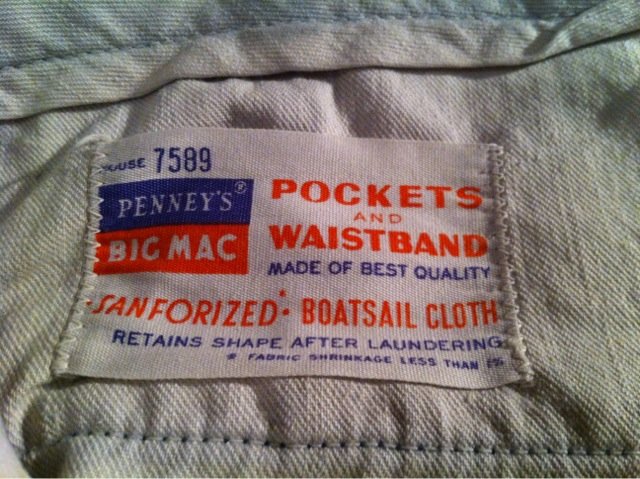 7589
PENNEY'S®
BIG MAC
POCKETS
AND
WAISTBAND
MADE OF BEST QUALITY
SANFORIZED* BOATSAIL CLOTH
RETAINS SHAPE AFTER LAUNDERING
FABRIC SHRINKAGE LESS THAN 1%